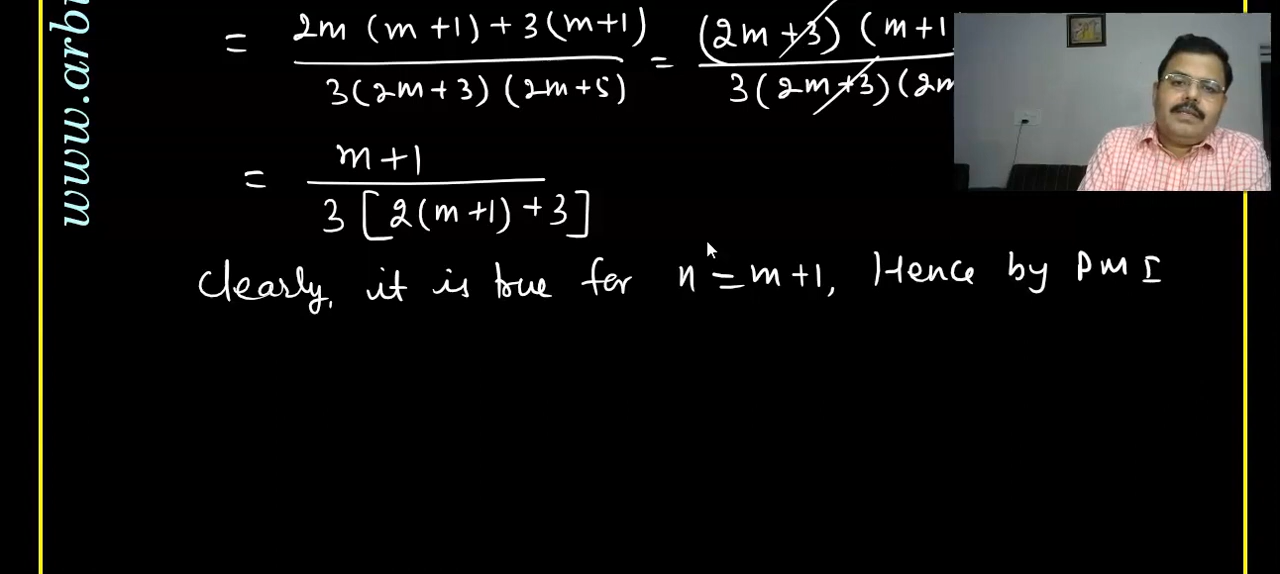 www.arb
= 2m (m+1) + 3(m+1) / 3(2m+3) (2m+5) = (2m+3) (m+1 / 3(2m+3)(2m
= m+1 / 3[2(m+1)+3]
Clearly, it is true for n=m+1, Hence by PMI